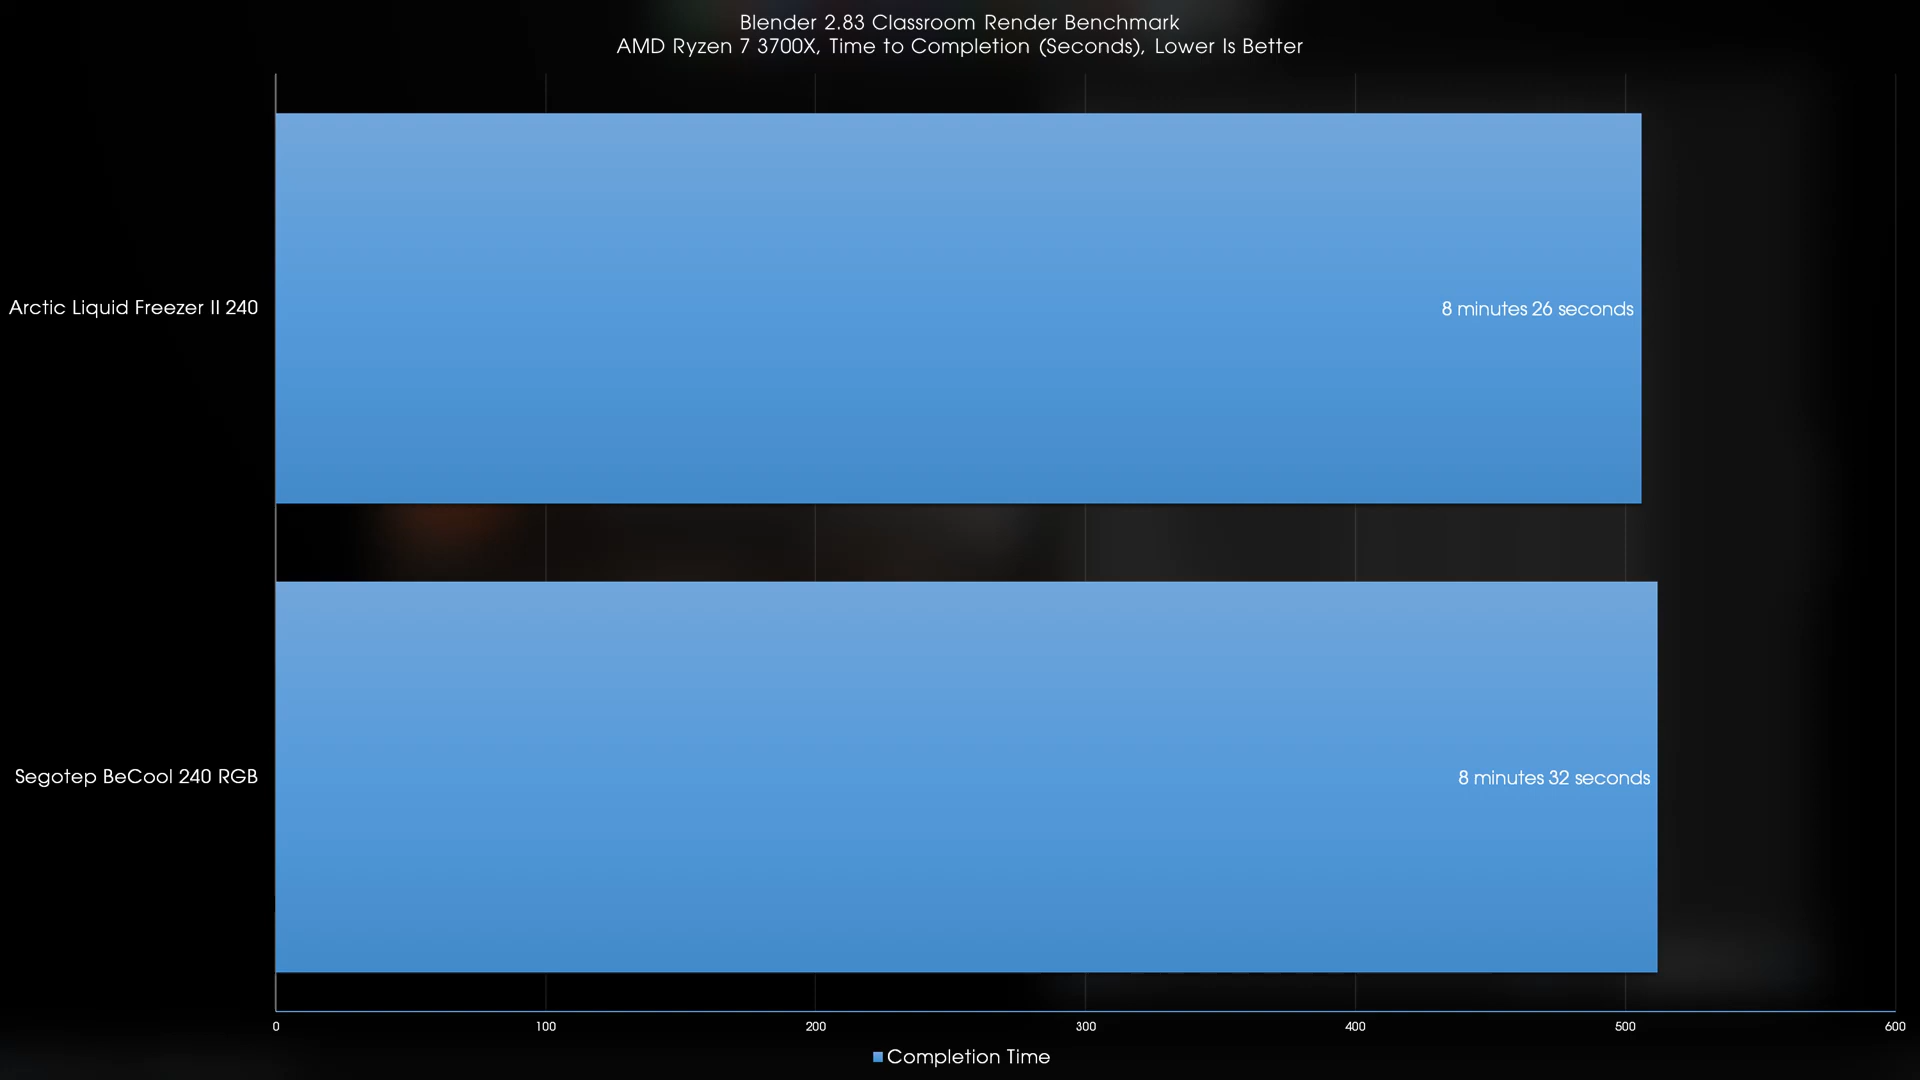 Blender 2.83 Classroom Render Benchmark
AMD Ryzen 7 3700X, Time to Completion (Seconds), Lower Is Better
Arctic Liquid Freezer II 240
8 minutes 26 seconds
Segotep BeCool 240 RGB
8 minutes 32 seconds
0 100 200 300 400 500 600
Completion Time